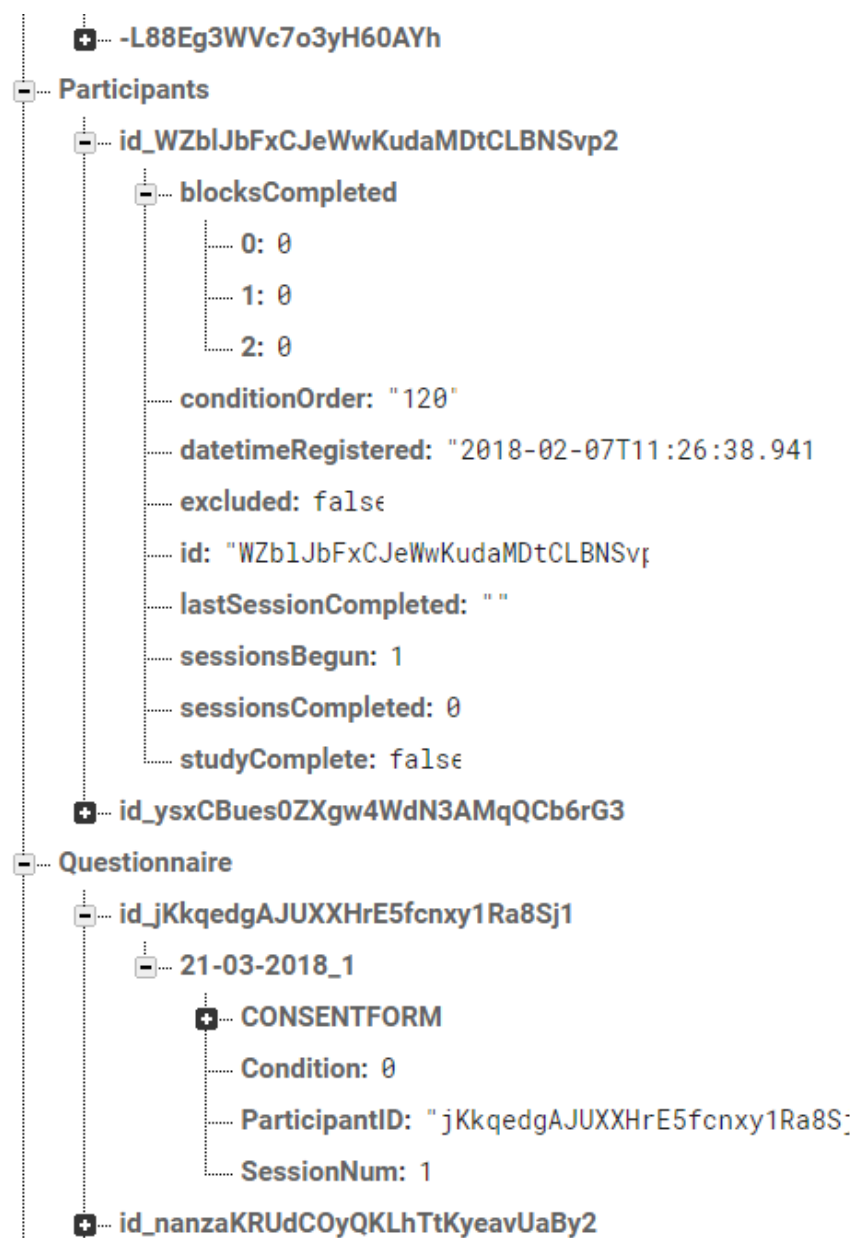 -L88Eg3WVc7o3yH60AYh
Participants
id_WZblJbFxCJeWwKudaMDtCLBNSvp2
blocksCompleted
0: 0
1: 0
2: 0
conditionOrder: "120"
datetimeRegistered: "2018-02-07T11:26:38.941
excluded: false
id: "WZblJbFxCJeWwKudaMDtCLBNSvp
lastSessionCompleted: ""
sessionsBegun: 1
sessionsCompleted: 0
studyComplete: false
id_ysxCBues0ZXgw4WdN3AMqQCb6rG3
Questionnaire
id_jKkqedgAJUXXHrE5fcnxy1Ra8Sj1
21-03-2018_1
CONSENTFORM
Condition: 0
ParticipantID: "jKkqedgAJUXXHrE5fcnxy1Ra8Sj
SessionNum: 1
id_nanzaKRUdCOyQKLhTtKyeavUaBy2